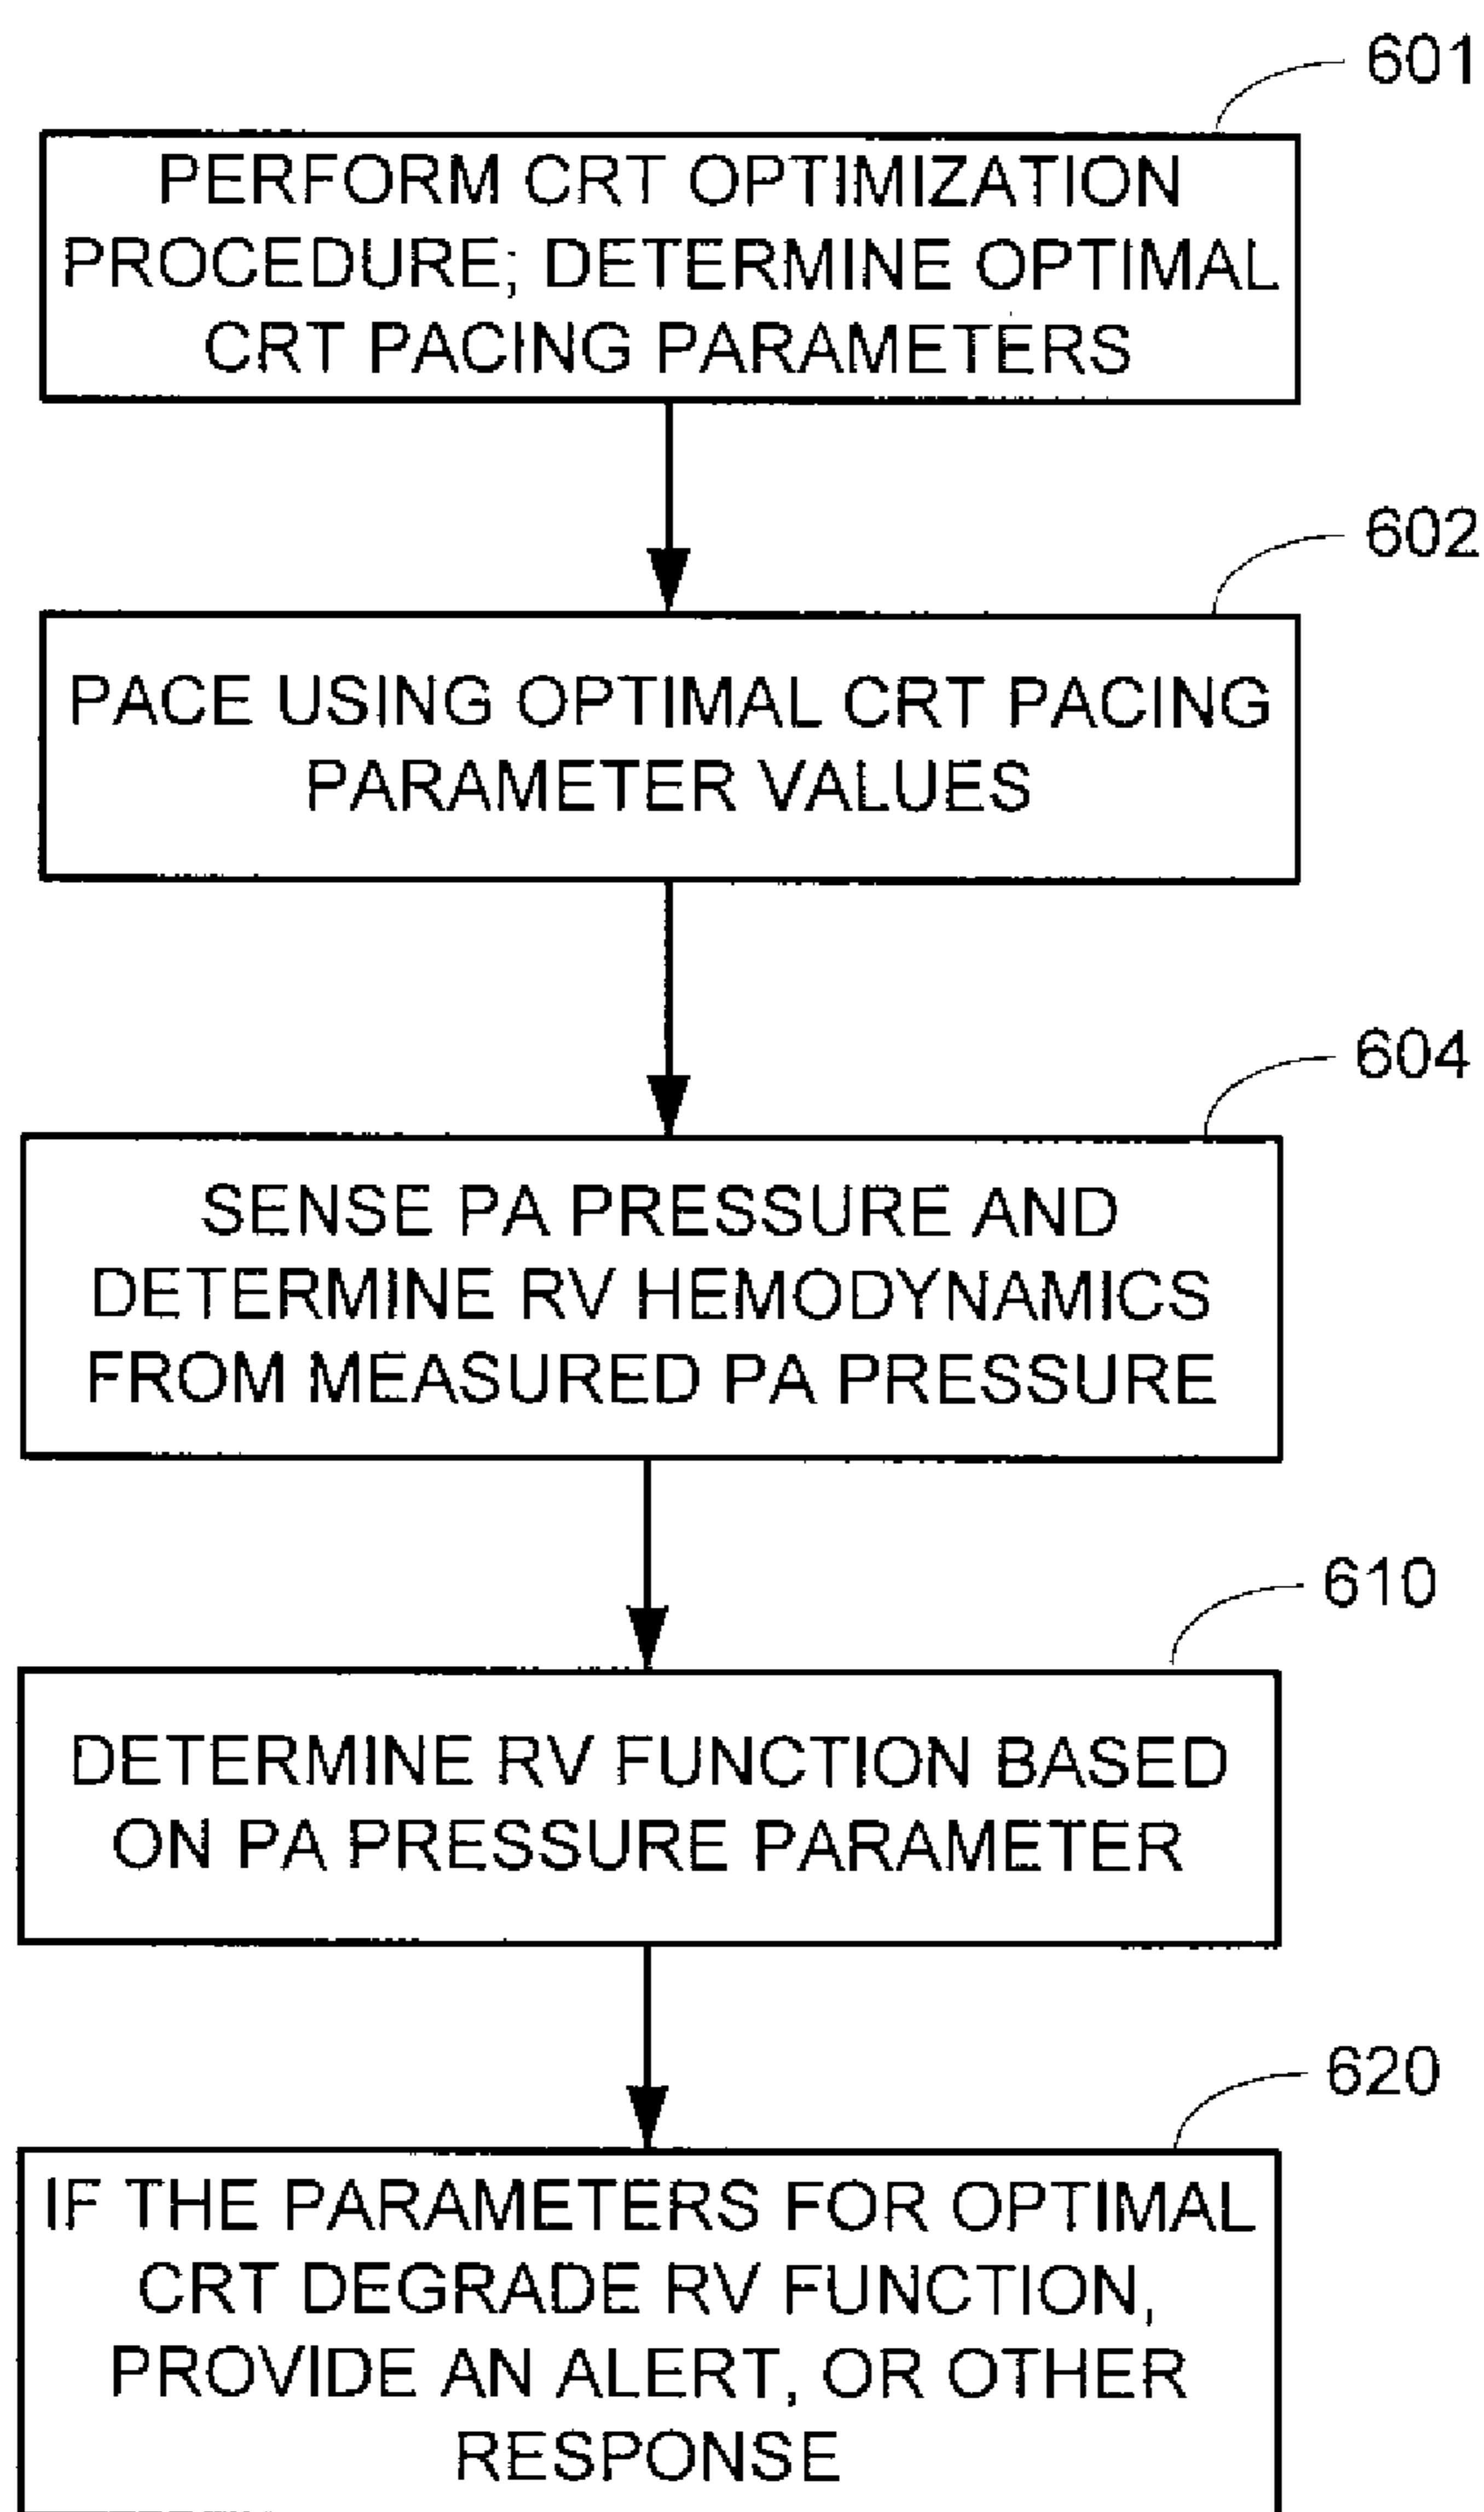 601
PERFORM CRT OPTIMIZATION
PROCEDURE; DETERMINE OPTIMAL
CRT PACING PARAMETERS
602
PACE USING OPTIMAL CRT PACING
PARAMETER VALUES
604
SENSE PA PRESSURE AND
DETERMINE RV HEMODYNAMICS
FROM MEASURED PA PRESSURE
610
DETERMINE RV FUNCTION BASED
ON PA PRESSURE PARAMETER
620
IF THE PARAMETERS FOR OPTIMAL
CRT DEGRADE RV FUNCTION,
PROVIDE AN ALERT, OR OTHER
RESPONSE